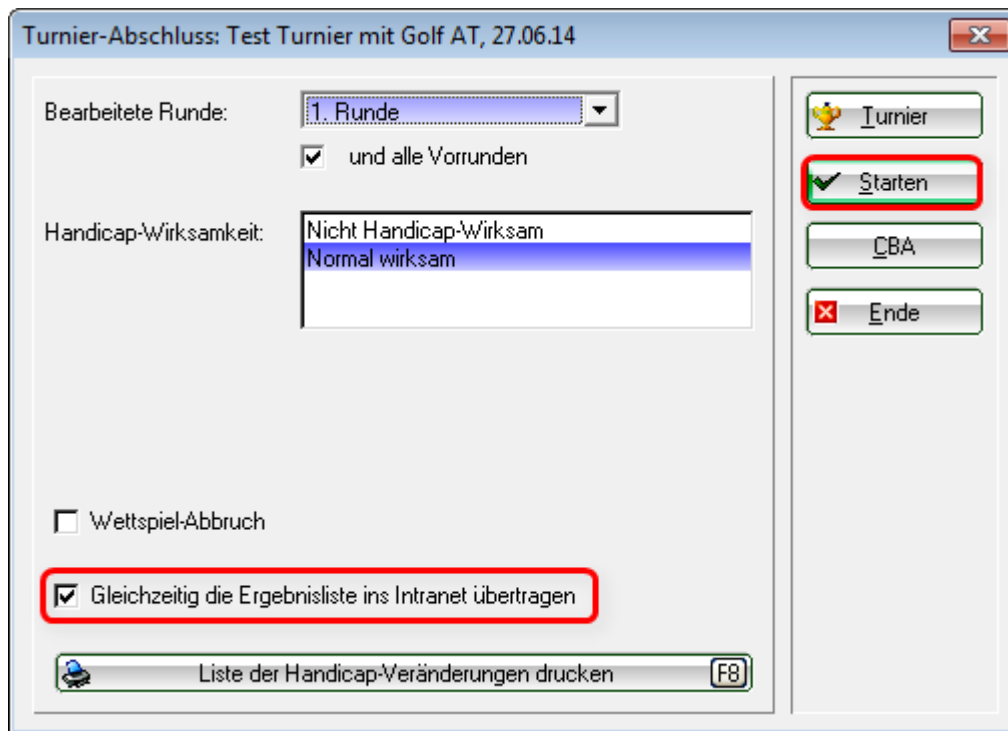 Turnier-Abschluss: Test Turnier mit Golf AT, 27.06.14
Bearbeitete Runde:
1. Runde
und alle Vorrunden
Handicap-Wirksamkeit:
Nicht Handicap-Wirksam
Normal wirksam
Wettspiel-Abbruch
Gleichzeitig die Ergebnisliste ins Intranet übertragen
Liste der Handicap-Veränderungen drucken F8
Turnier
Starten
CBA
Ende